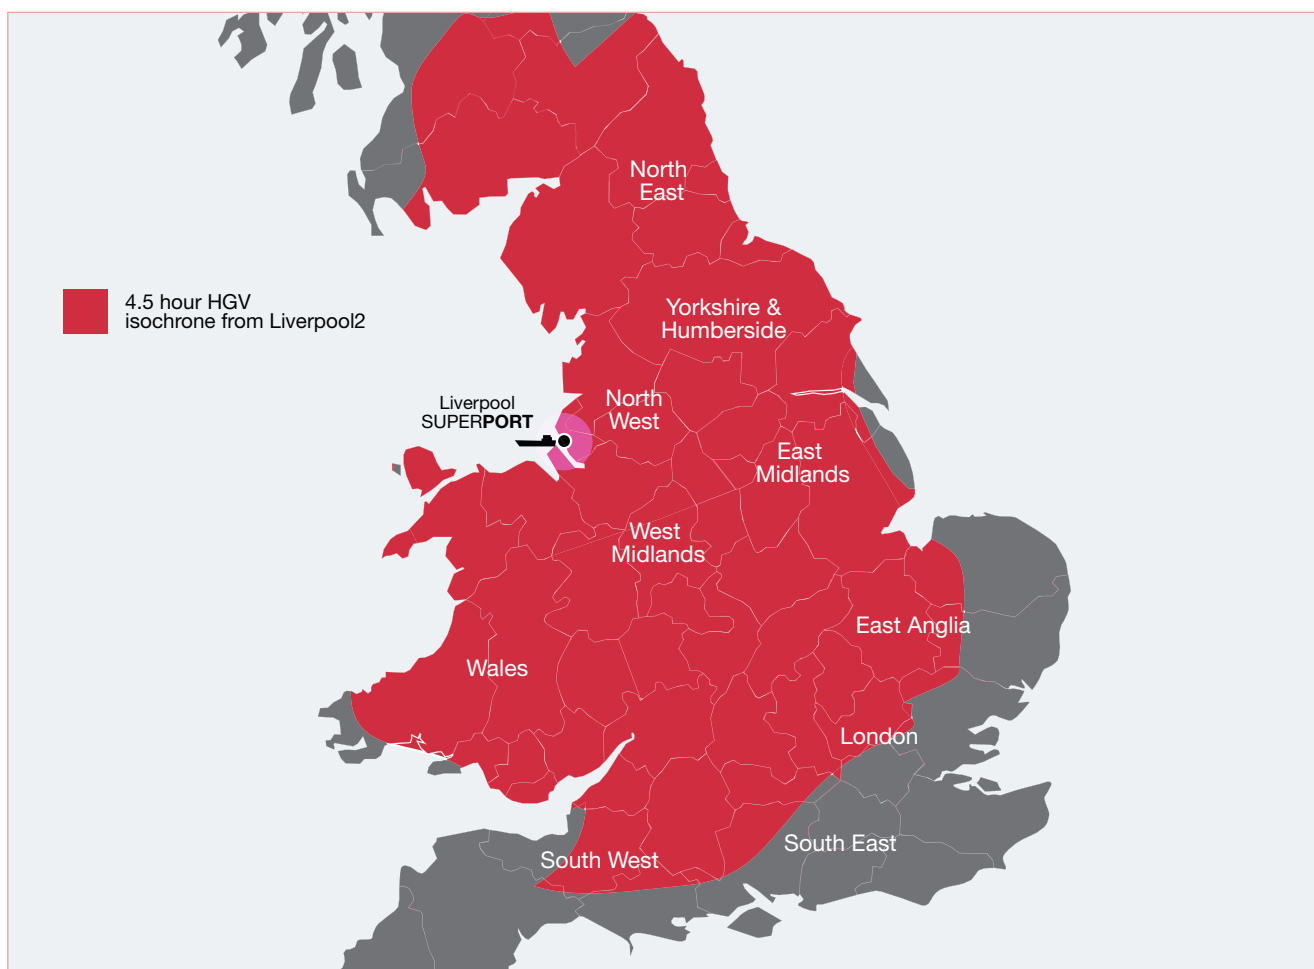 North
East
4.5 hour HGV
isochrone from Liverpool2
Yorkshire &
Humberside
Liverpool
SUPERPORT
North
West
East
Midlands
West
Midlands
East Anglia
Wales
London
South East
South West